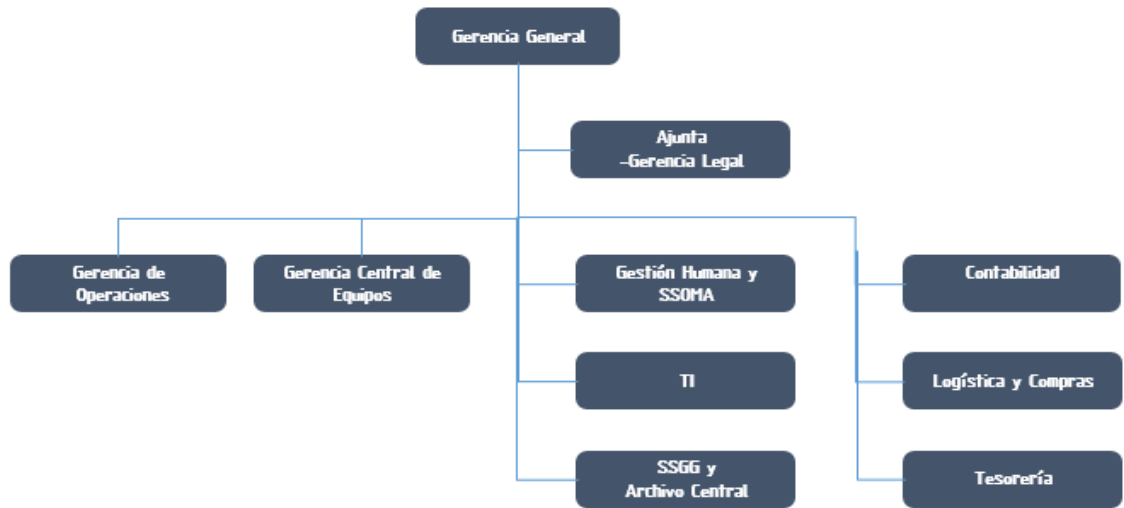 Gerencia General
Ajunta
-Gerencia Legal
Gerencia de
Operaciones
Gerencia Central de
Equipos
Gestión Humana y
SSOMA
Contabilidad
TI
Logística y Compras
SSGG y
Archivo Central
Tesorería